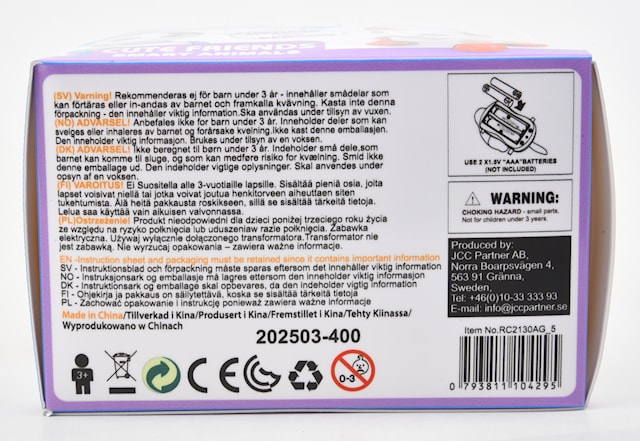 CUTE FRIENDS
SMART ANIMALS
(SV) Varning! Rekommenderas ej för barn under 3 år - innehåller smådelar som
kan förtäras eller in-andas av barnet och framkalla kvävning. Kasta inte denna
förpackning - den innehåller viktig information.Ska användas under tillsyn av vuxen.
(NO) ADVARSEL! Anbefales ikke for barn under 3 år. Inneholder deler som kan
svelges eller inhaleres av barnet og forårsake kvelning.Ikke kast denne emballasjen.
Den inneholder viktig informasjon. Brukes under tilsyn av en voksen.
(DK) ADVARSEL! Ikke beregnet til barn under 3 år. Indeholder små dele,som
barnet kan komme til sluge, og som kan medføre risiko for kvælning. Smid ikke
denne emballage ud. Den indeholder vigtige oplysninger. Skal anvendes under
opsyn af en voksen.
(FI) VAROITUS! Ei Suositella alle 3-vuotiaille lapsille. Sisältää pieniä osia, joita
lapset voisivat niellä tai jotka voivat joutua henkitorveen aiheuttaen siten
tukehtumista. Älä heitä pakkausta roskikseen, sillä se sisältää tärkeitä tietoja.
Lelua saa käyttää vain aikuisen valvonnassa.
(PL)Ostrzeżenie! Produkt nieodpowiedni dla dzieci poniżej trzeciego roku życia
ze względu na ryzyko połknięcia lub uduszeniaw razie połknięcia. Zabawka
elektryczna. Używaj wyłącznie dołączonego transformatora.Transformator nie
jest zabawką. Nie wyrzucaj opakowania – zawiera ważne informacje.
EN -Instruction sheet and packaging must be retained since it contains important information
SV - Instruktionsblad och förpackning måste sparas eftersom det innehåller viktig information
NO - Instruksjonsark og emballasje må lagres ettersom den inneholder viktig informasjon
DK - Instruktionsark og emballage skal opbevares, da den indeholder vigtige informationer
FI - Ohjekirja ja pakkaus on säilytettävä, koska se sisältää tärkeitä tietoja
PL - Zachować opakowanie i instrukcję ponieważ zawiera ważne informacje
Made in China/Tillverkad i Kina/Produsert i Kina/Fremstillet i Kina/Tehty Kiinassa/
Wyprodukowano w Chinach
202503-400
3+
CE
0-3
USE 2 X1.5V "AAA"BATTERIES
(NOT INCLUDED)
WARNING:
CHOKING HAZARD - small parts.
Not for children under 3 years.
Produced by:
JCC Partner AB,
Norra Boarpsvägen 4,
563 91 Gränna,
Sweden,
Tel: +46(0)10-33 333 93
E-mail: info@jccpartner.se
Item No.RC2130AG_5
0 793811 104295